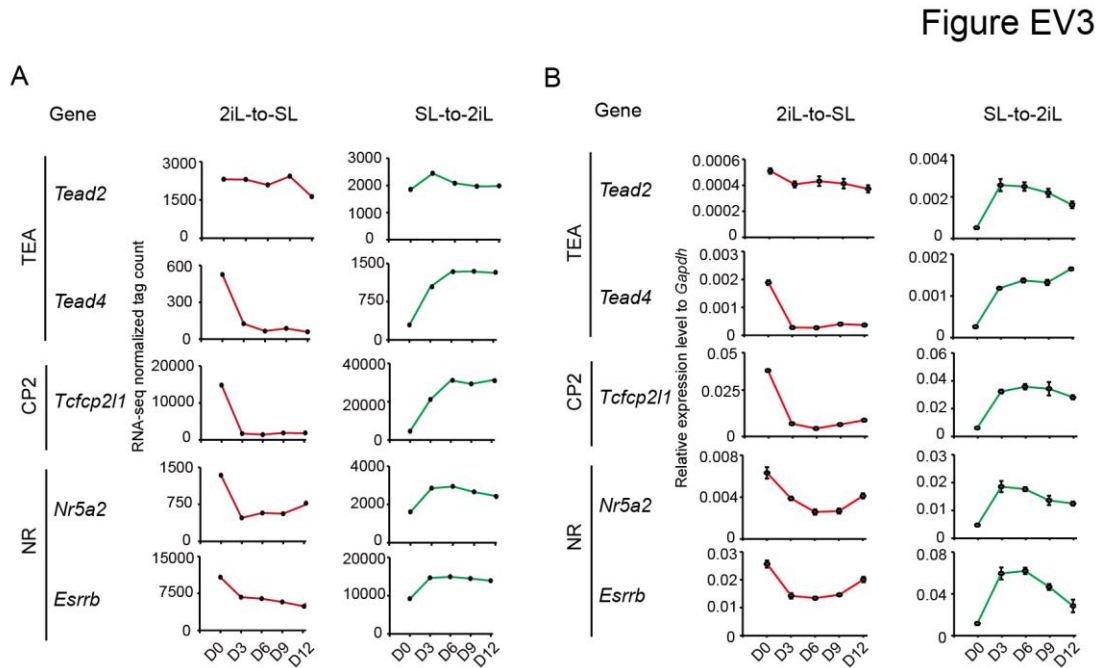 Figure EV3
A
Gene 2iL-to-SL SL-to-2iL
TEA
Tead2
3000
1500
0
3000
2000
1000
0
Tead4
600
300
0
1500
750
0
RNA-seq normalized tag count
CP2
Tcfcp2l1
20000
10000
0
40000
20000
0
NR
Nr5a2
1500
750
0
4000
2000
0
Esrrb
15000
7500
0
20000
10000
0
D0 D3 D6 D9 D12
D0 D3 D6 D9 D12
B
Gene 2iL-to-SL SL-to-2iL
TEA
Tead2
0.0006
0.0004
0.0002
0
0.004
0.002
0
Tead4
0.003
0.002
0.001
0
0.002
0.001
0
Relative expression level to Gapdh
CP2
Tcfcp2l1
0.05
0.025
0
0.06
0.04
0.02
0
NR
Nr5a2
0.008
0.004
0
0.03
0.02
0.01
0
Esrrb
0.03
0.02
0.01
0
0.08
0.04
0
D0 D3 D6 D9 D12
D0 D3 D6 D9 D12